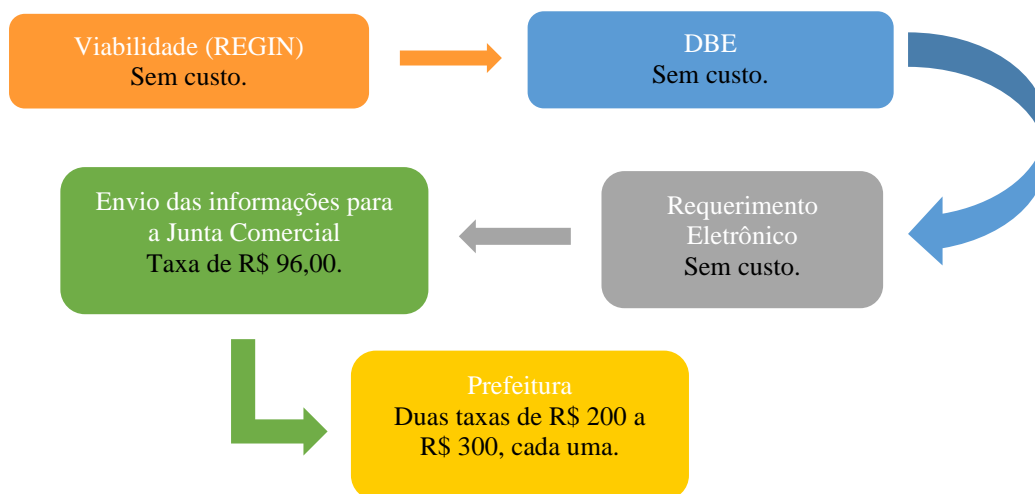 Viabilidade (REGIN)
Sem custo.
DBE
Sem custo.
Requerimento
Eletrônico
Sem custo.
Envio das informações para
a Junta Comercial
Taxa de R$ 96,00.
Prefeitura
Duas taxas de R$ 200 a
R$ 300, cada uma.